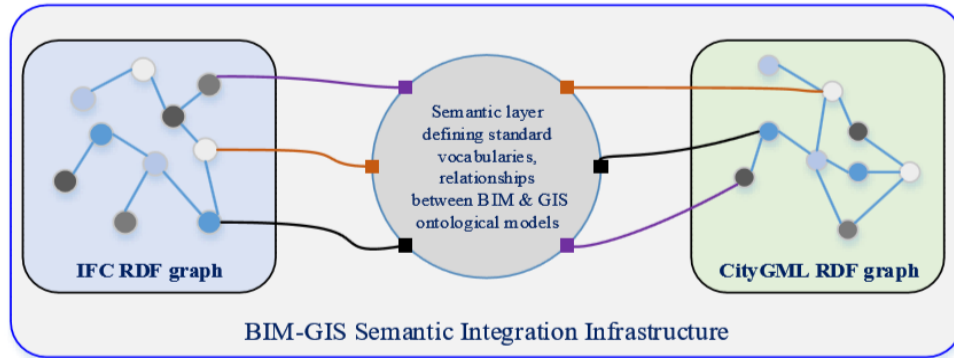 Semantic layer
defining standard
vocabularies,
relationships
between BIM & GIS
ontological models
IFC RDF graph
CityGML RDF graph
BIM-GIS Semantic Integration Infrastructure